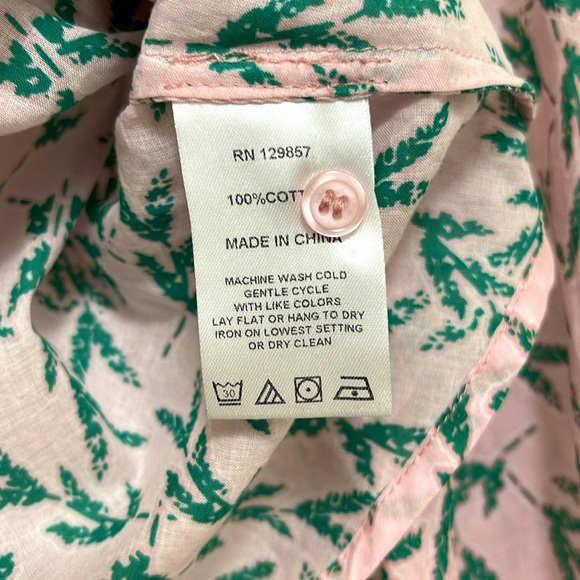 RN 129857
100%COTT
MADE IN CHINA
MACHINE WASH COLD
GENTLE CYCLE
WITH LIKE COLORS
LAY FLAT OR HANG TO DRY
IRON ON LOWEST SETTING
OR DRY CLEAN
30